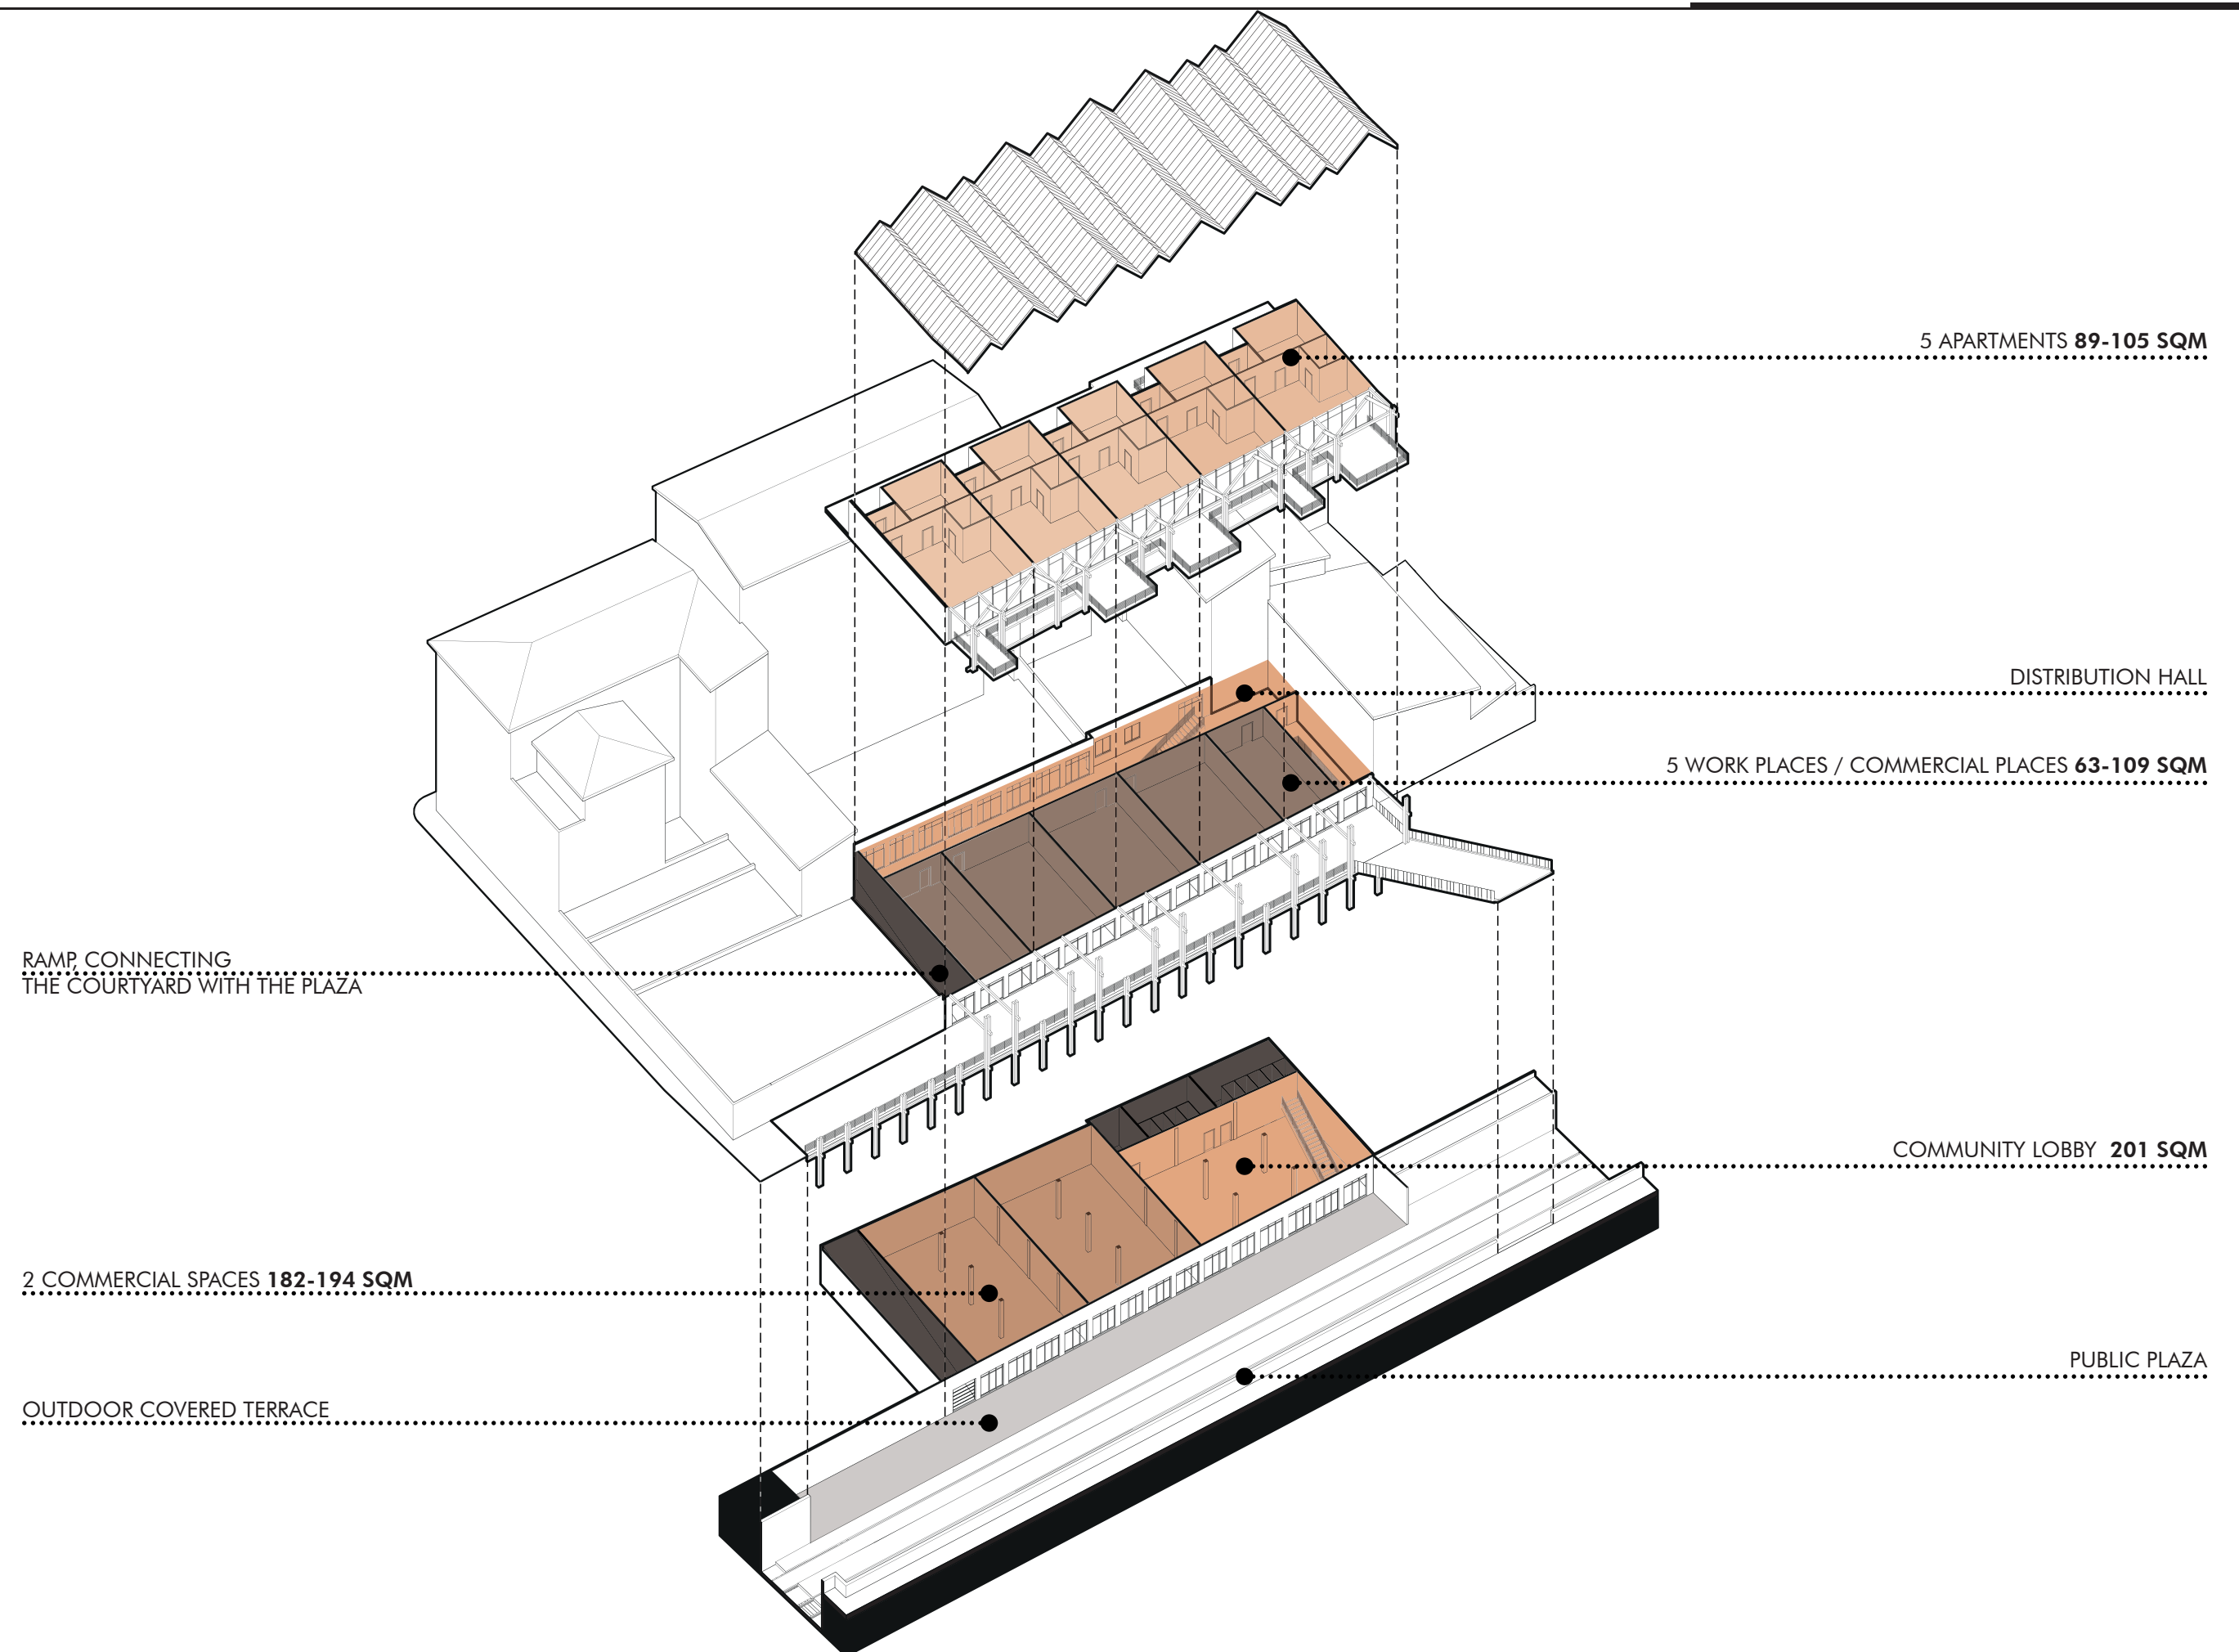 5 APARTMENTS 89-105 SQM
DISTRIBUTION HALL
5 WORK PLACES / COMMERCIAL PLACES 63-109 SQM
RAMP, CONNECTING
THE COURTYARD WITH THE PLAZA
COMMUNITY LOBBY 201 SQM
2 COMMERCIAL SPACES 182-194 SQM
PUBLIC PLAZA
OUTDOOR COVERED TERRACE